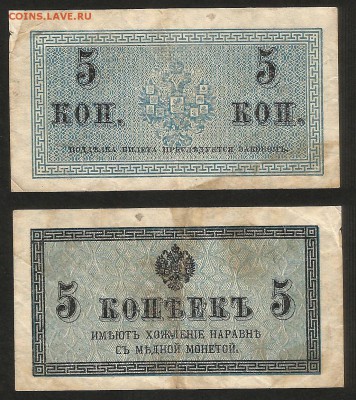 COINS.LAVE.RU
5 5
КОП. КОП.
ПОДДѢЛКА БИЛЕТА ПРЕСЛѢДУЕТСЯ ЗАКОНОМЪ.
5 КОПѢЕКЪ 5
ИМѢЮТЪ ХОЖДЕНІЕ НАРАВНѢ
СЪ МѢДНОЙ МОНЕТОЙ.